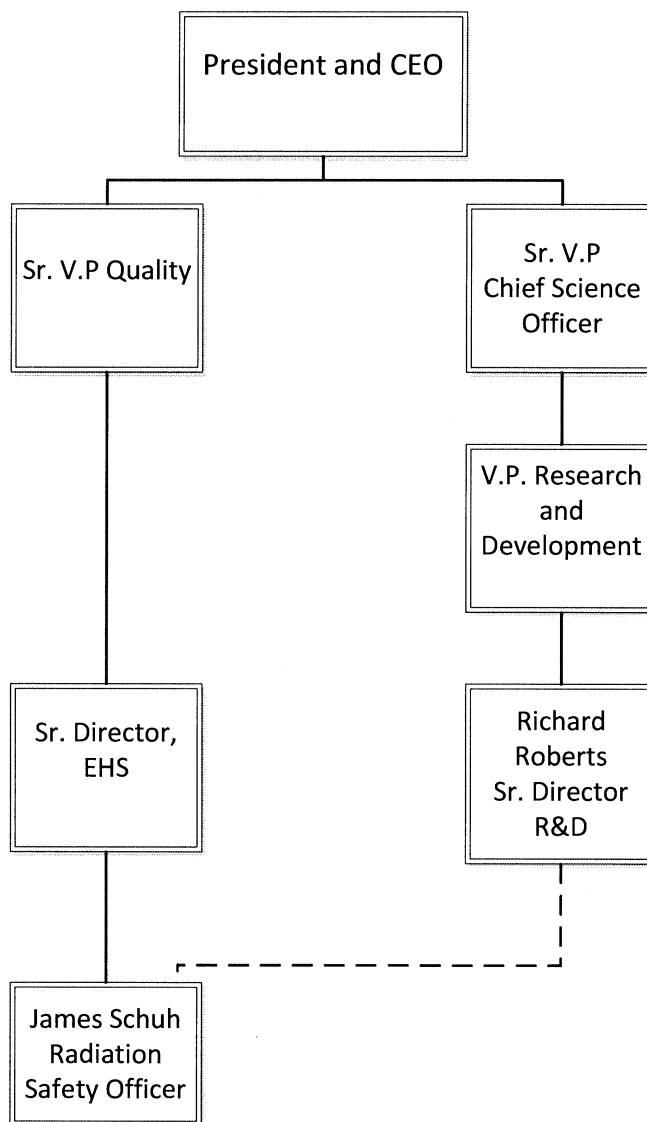 President and CEO
Sr. V.P Quality
Sr. V.P
Chief Science
Officer
V.P. Research
and
Development
Sr. Director,
EHS
Richard
Roberts
Sr. Director
R&D
James Schuh
Radiation
Safety Officer